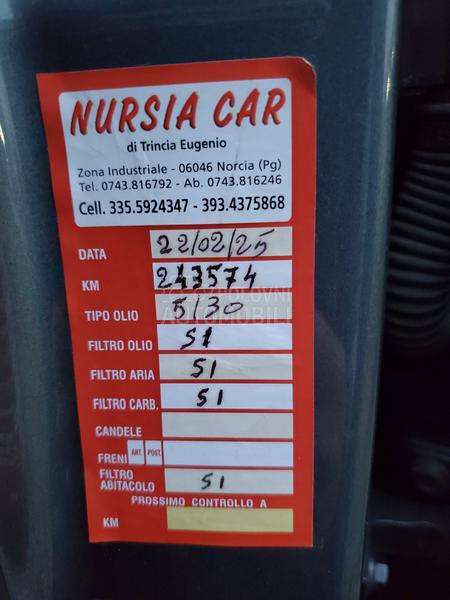 NURSIA CAR
di Trincia Eugenio
Zona Industriale - 06046 Norcia (Pg)
Tel. 0743.816792 - Ab. 0743.816246
Cell. 335.5924347 - 393.4375868
DATA 22/02/25
KM 243574
TIPO OLIO 5/30
FILTRO OLIO SI
FILTRO ARIA SI
FILTRO CARB. SI
CANDELE
FRENI ANT. POST.
FILTRO ABITACOLO SI
PROSSIMO CONTROLLO A
KM